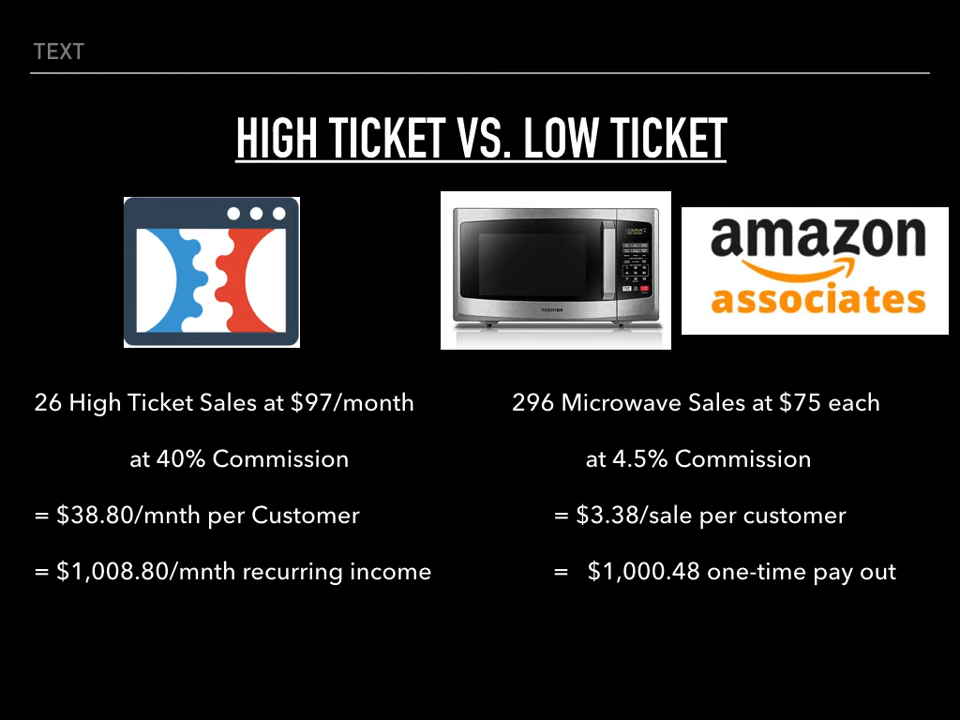 TEXT
HIGH TICKET VS. LOW TICKET
amazon
associates
TOSHIBA
26 High Ticket Sales at $97/month
at 40% Commission
= $38.80/mnth per Customer
= $1,008.80/mnth recurring income
296 Microwave Sales at $75 each
at 4.5% Commission
= $3.38/sale per customer
= $1,000.48 one-time pay out